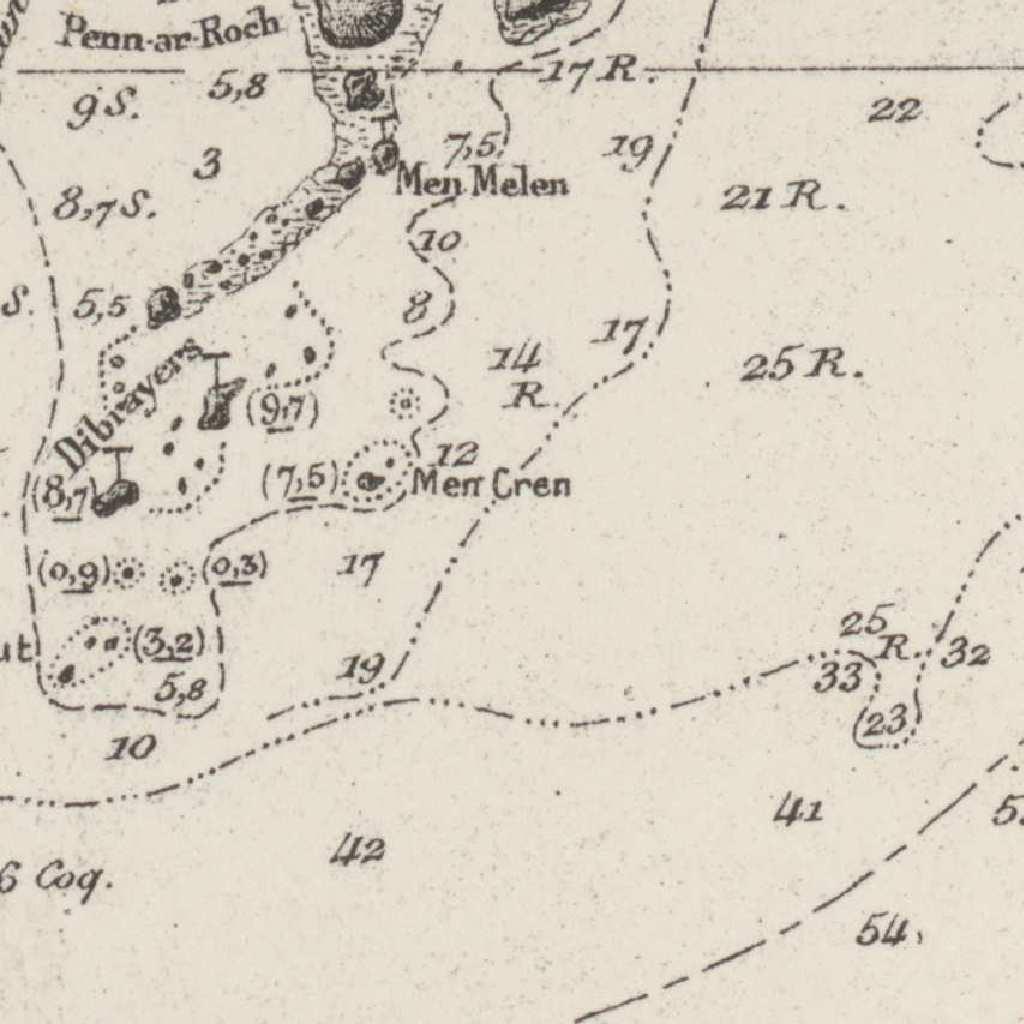 Penn-ar-Roch
17 R.
5,8
9 S.
22
7,5
19
3
Men Melen
8,7 S.
21 R.
10
S.
5,5
8
17
14
R
25 R.
Dibrayers
(9,7)
12
(7,5)
Men Cren
(8,7)
(0,9)
(0,3)
17
25
R.
32
(3,2)
19
33
5,8
(23)
10
41
42
6 Coq.
54